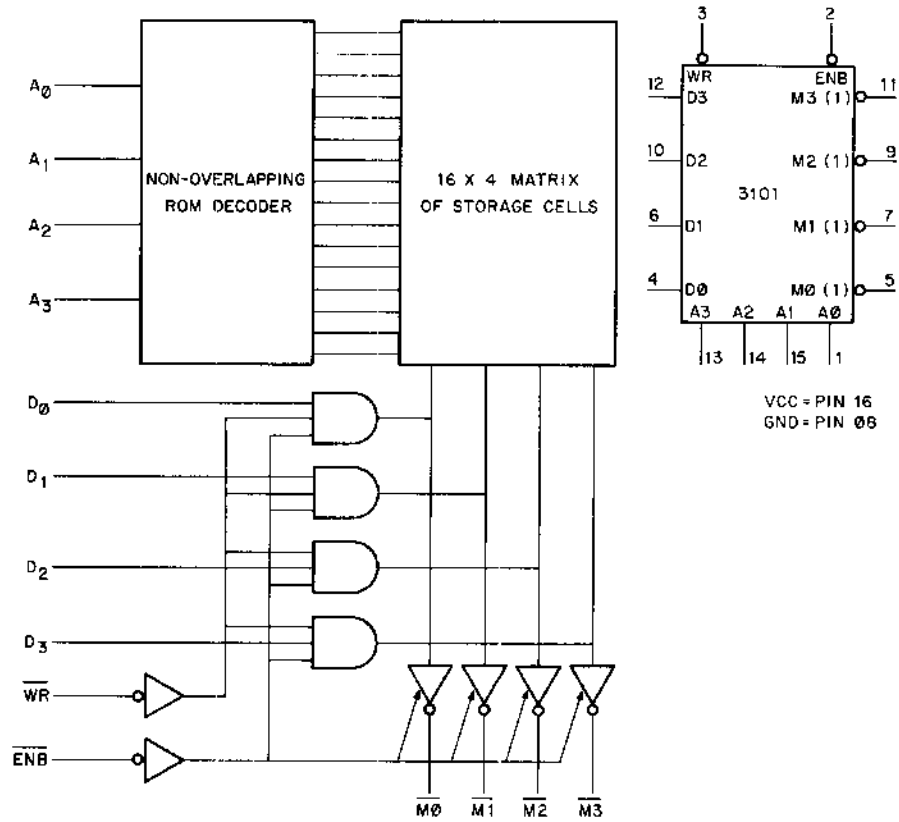 A0
A1
A2
A3
NON-OVERLAPPING
ROM DECODER
16 X 4 MATRIX
OF STORAGE CELLS
3
2
WR
ENB
12
D3
M3 (1)
11
10
D2
M2 (1)
9
3101
6
D1
M1 (1)
7
4
D0
M0 (1)
5
A3
A2
A1
A0
13
14
15
1
VCC = PIN 16
GND = PIN 08
D0
D1
D2
D3
WR
ENB
M0
M1
M2
M3